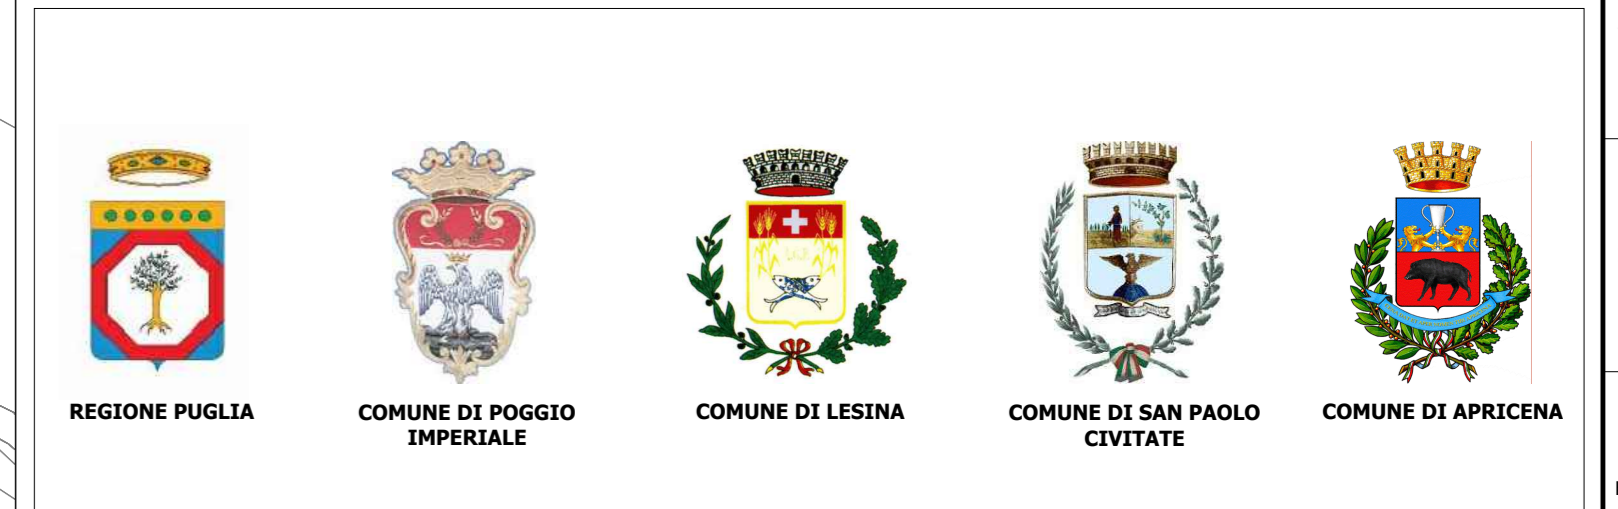 REGIONE PUGLIA
COMUNE DI POGGIO
IMPERIALE
COMUNE DI LESINA
COMUNE DI SAN PAOLO
CIVITATE
COMUNE DI APRICENA